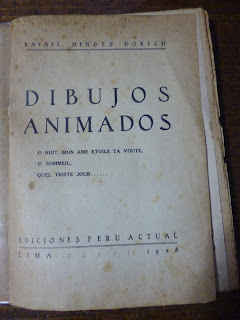 RAFAEL MENDEZ DORICH
DIBUJOS
ANIMADOS
O NUIT, MON AME ETOILE TA VOUTE,
O SOMMEIL,
QUEL TRISTE JOUR......
EDICIONES PERU ACTUAL
LIMA : : : : 1936